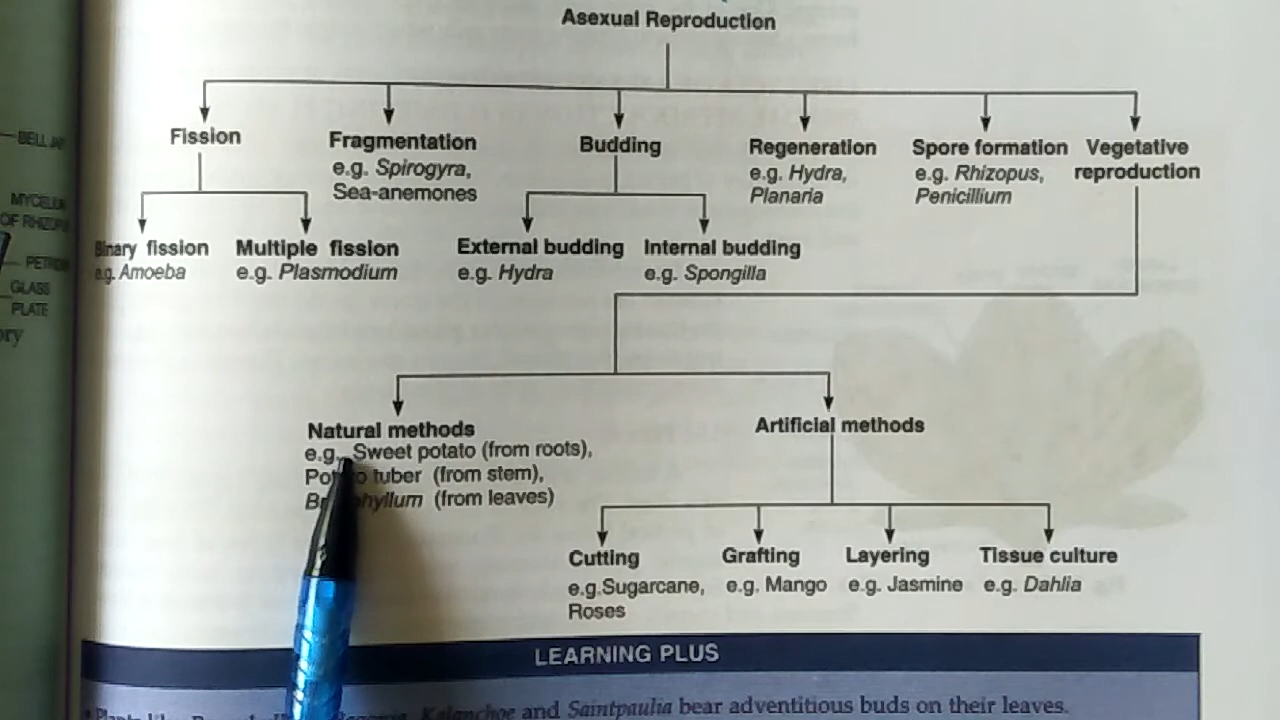 Asexual Reproduction
Fission
Fragmentation
e.g. Spirogyra,
Sea-anemones
Budding
Regeneration
e.g. Hydra,
Planaria
Spore formation
e.g. Rhizopus,
Penicillium
Vegetative
reproduction
Binary fission
e.g. Amoeba
Multiple fission
e.g. Plasmodium
External budding
e.g. Hydra
Internal budding
e.g. Spongilla
Natural methods
e.g. Sweet potato (from roots),
tuber (from stem),
(from leaves)
Artificial methods
Cutting
e.g.Sugarcane,
Roses
Grafting
e.g. Mango
Layering
e.g. Jasmine
Tissue culture
e.g. Dahlia
LEARNING PLUS
Kalanchoe and Saintpaulia bear adventitious buds on their leaves.
GLASS
PLATE